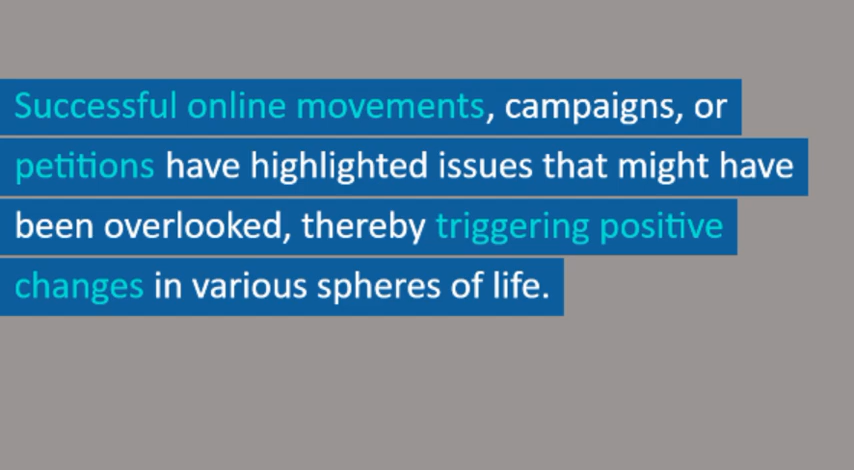 Successful online movements, campaigns, or
petitions have highlighted issues that might have
been overlooked, thereby triggering positive
changes in various spheres of life.